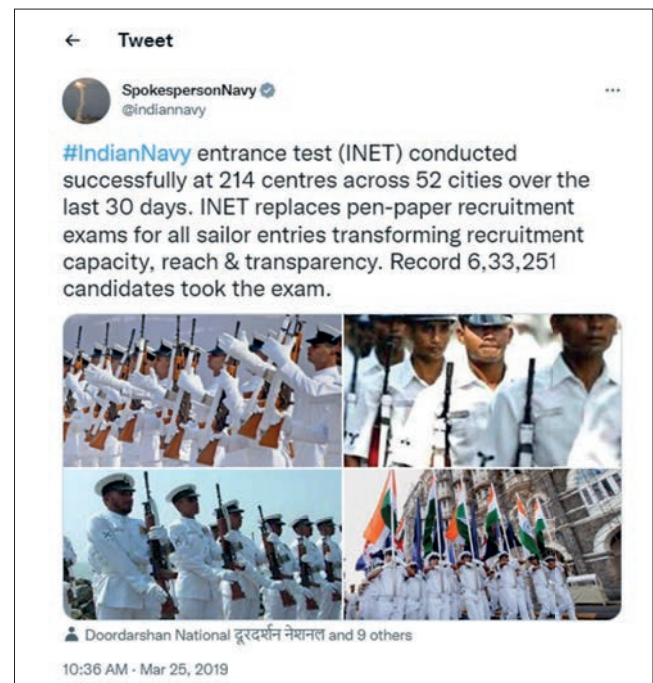 ← Tweet
SpokespersonNavy
@indiannavy
#IndianNavy entrance test (INET) conducted
successfully at 214 centres across 52 cities over the
last 30 days. INET replaces pen-paper recruitment
exams for all sailor entries transforming recruitment
capacity, reach & transparency. Record 6,33,251
candidates took the exam.
Doordarshan National दूरदर्शन नेशनल and 9 others
10:36 AM · Mar 25, 2019